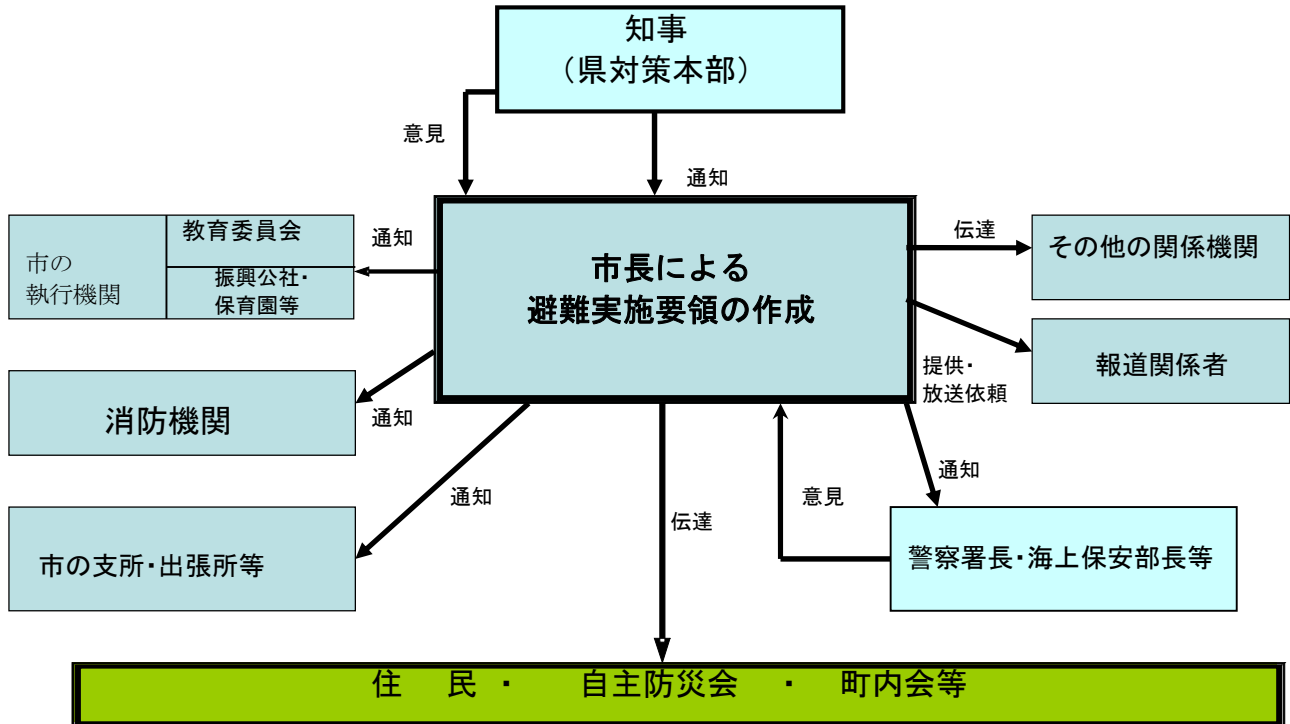 知事
（県対策本部）
意見
通知
市の
執行機関
教育委員会
振興公社・
保育園等
通知
市長による
避難実施要領の作成
伝達
その他の関係機関
報道関係者
提供・
放送依頼
消防機関
通知
市の支所・出張所等
通知
伝達
意見
通知
警察署長・海上保安部長等
住　民・　自主防災会　・　町内会等